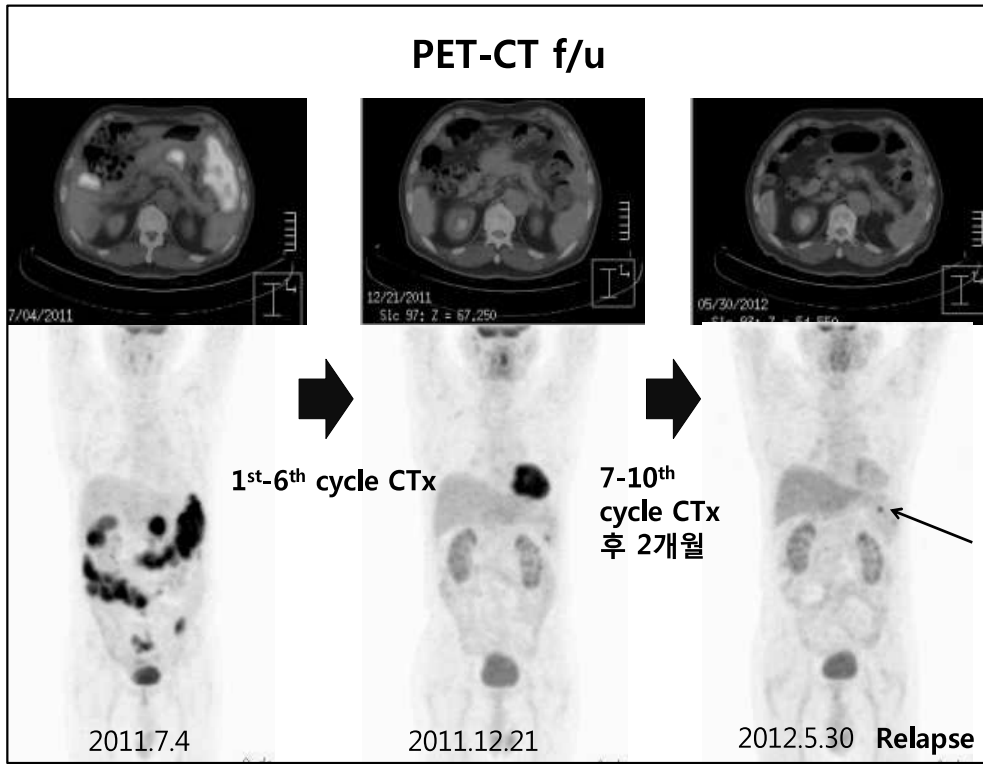 PET-CT f/u
7/04/2011
12/21/2011
Slc 97: Z = 67.250
05/30/2012
1st-6th cycle CTx
7-10th
cycle CTx
후 2개월
2011.7.4
2011.12.21
2012.5.30 Relapse